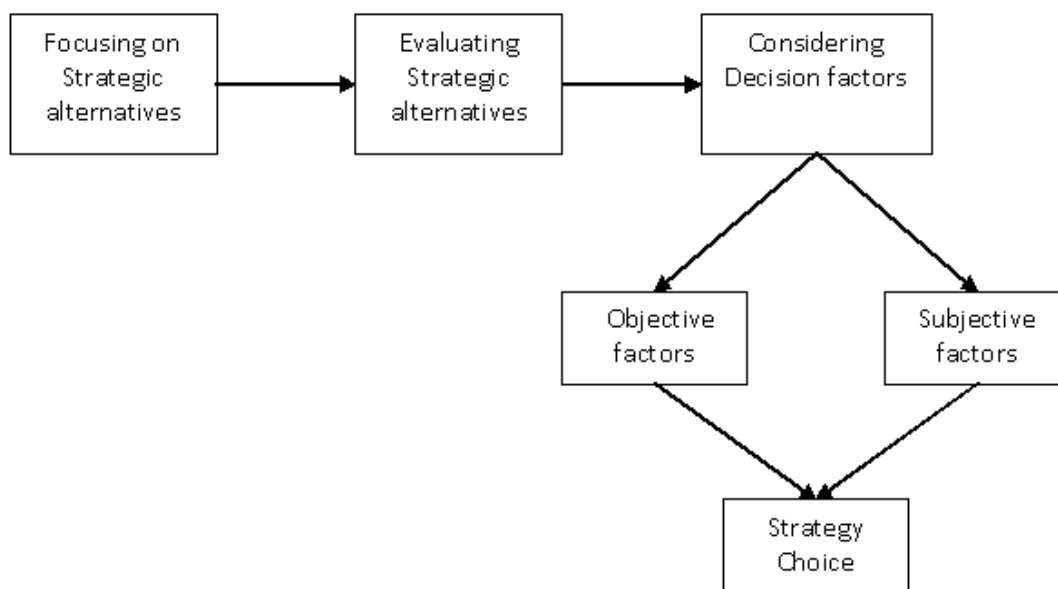 Focusing on
Strategic
alternatives
Evaluating
Strategic
alternatives
Considering
Decision factors
Objective
factors
Subjective
factors
Strategy
Choice